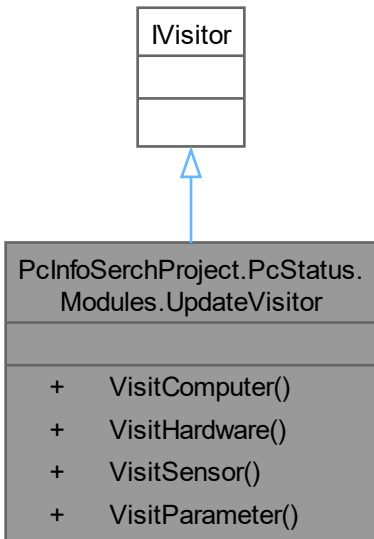 IVisitor
PcInfoSerchProject.PcStatus.
Modules.UpdateVisitor
+ VisitComputer()
+ VisitHardware()
+ VisitSensor()
+ VisitParameter()